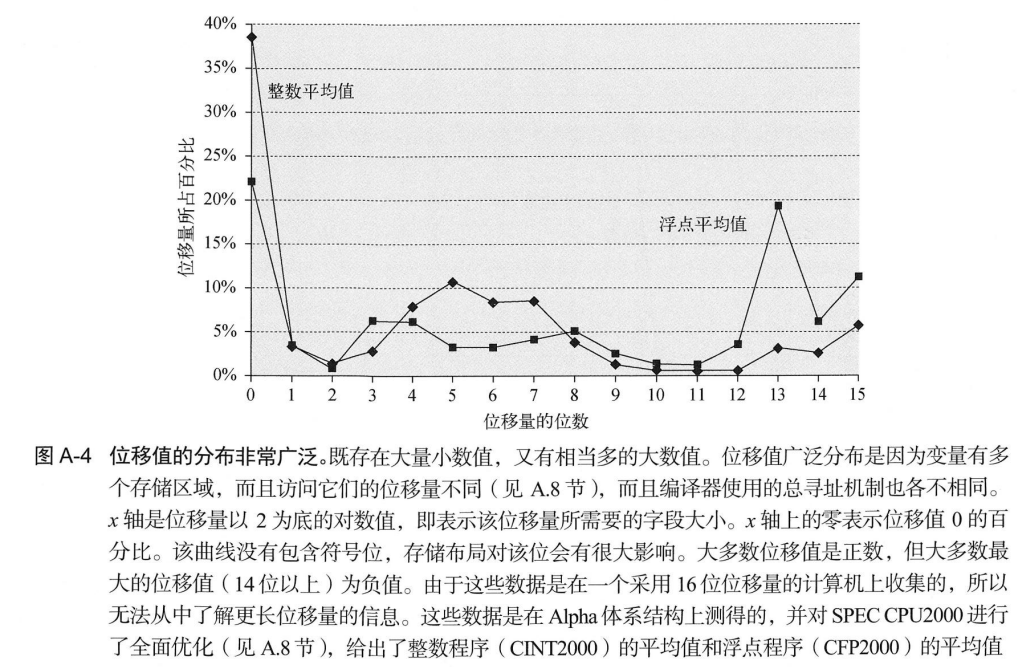 40%
35%
30%
25%
20%
15%
10%
5%
0%
位移量所占百分比
整数平均值
浮点平均值
0 1 2 3 4 5 6 7 8 9 10 11 12 13 14 15
位移量的位数
图 A-4 位移值的分布非常广泛。既存在大量小数值，又有相当多的大数值。位移值广泛分布是因为变量有多
个存储区域，而且访问它们的位移量不同（见 A.8 节），而且编译器使用的总寻址机制也各不相同。
x 轴是位移量以 2 为底的对数值，即表示该位移量所需要的字段大小。x 轴上的零表示位移值 0 的百
分比。该曲线没有包含符号位，存储布局对该位会有很大影响。大多数位移值是正数，但大多数最
大的位移值（14 位以上）为负值。由于这些数据是在一个采用 16 位位移量的计算机上收集的，所以
无法从中了解更长位移量的信息。这些数据是在 Alpha 体系结构上测得的，并对 SPEC CPU2000 进行
了全面优化（见 A.8 节），给出了整数程序（CINT2000）的平均值和浮点程序（CFP2000）的平均值